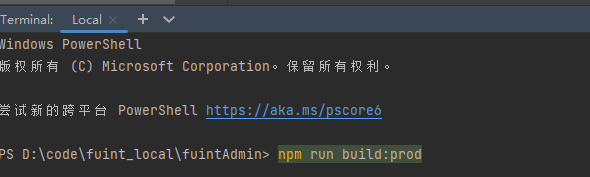 Terminal: Local × + ∨
Windows PowerShell
版权所有 (C) Microsoft Corporation。保留所有权利。
尝试新的跨平台 PowerShell https://aka.ms/pscore6
PS D:\code\fuint_local\fuintAdmin> npm run build:prod